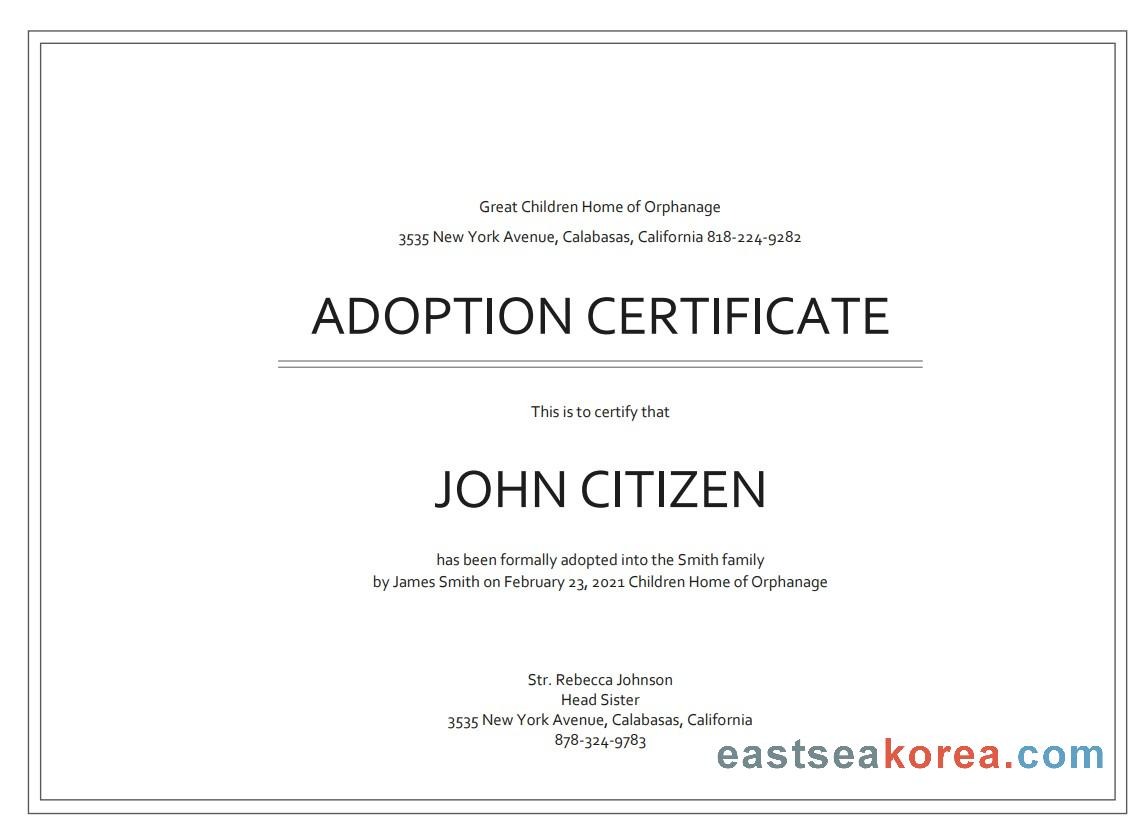 Great Children Home of Orphanage
3535 New York Avenue, Calabasas, California 818-224-9282
ADOPTION CERTIFICATE
This is to certify that
JOHN CITIZEN
has been formally adopted into the Smith family
by James Smith on February 23, 2021 Children Home of Orphanage
Str. Rebecca Johnson
Head Sister
3535 New York Avenue, Calabasas, California
878-324-9783
eastseakorea.com